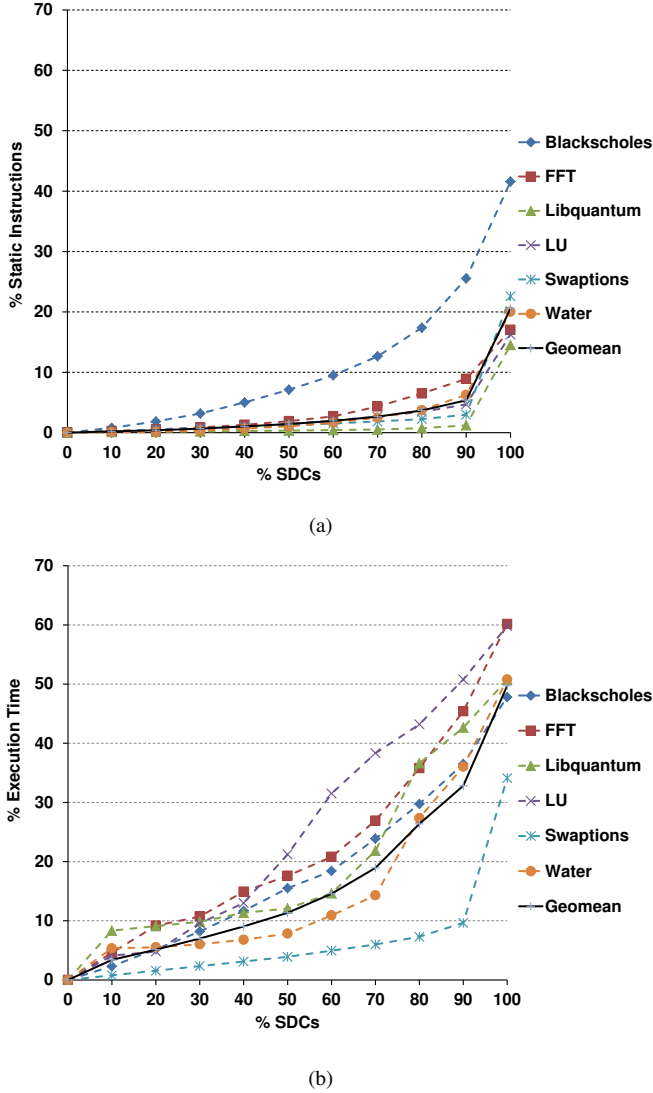 70
60
50
40
30
20
10
0
% Static Instructions
0 10 20 30 40 50 60 70 80 90 100
% SDCs
Blackscholes
FFT
Libquantum
LU
Swaptions
Water
Geomean
(a)
70
60
50
40
30
20
10
0
% Execution Time
0 10 20 30 40 50 60 70 80 90 100
% SDCs
Blackscholes
FFT
Libquantum
LU
Swaptions
Water
Geomean
(b)